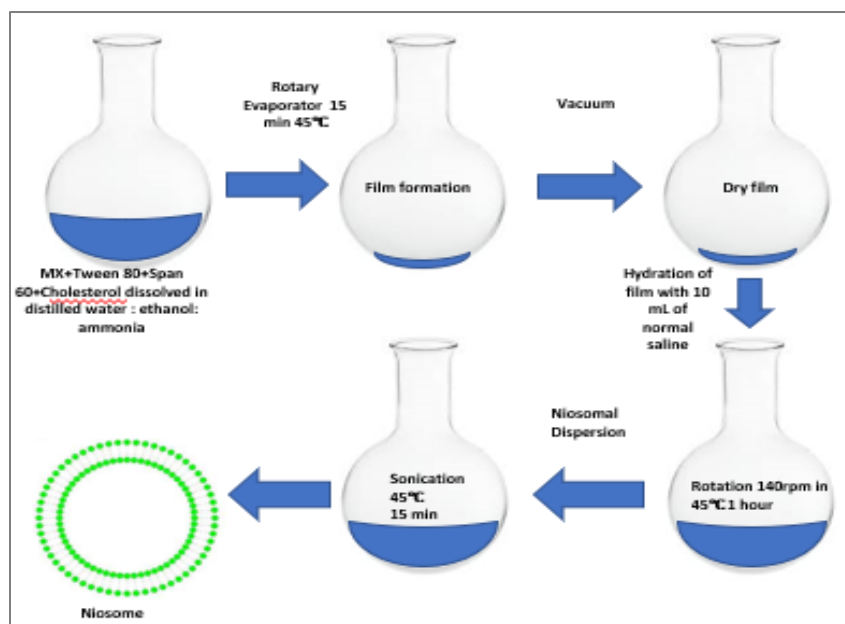 Rotary
Evaporator 15
min 45℃
Vacuum
Film formation
Dry film
MX+Tween 80+Span
60+Cholesterol dissolved in
distilled water : ethanol:
ammonia
Hydration of
film with 10
mL of
normal
saline
Niosomal
Dispersion
Sonication
45℃
15 min
Rotation 140rpm in
45℃ 1 hour
Niosome